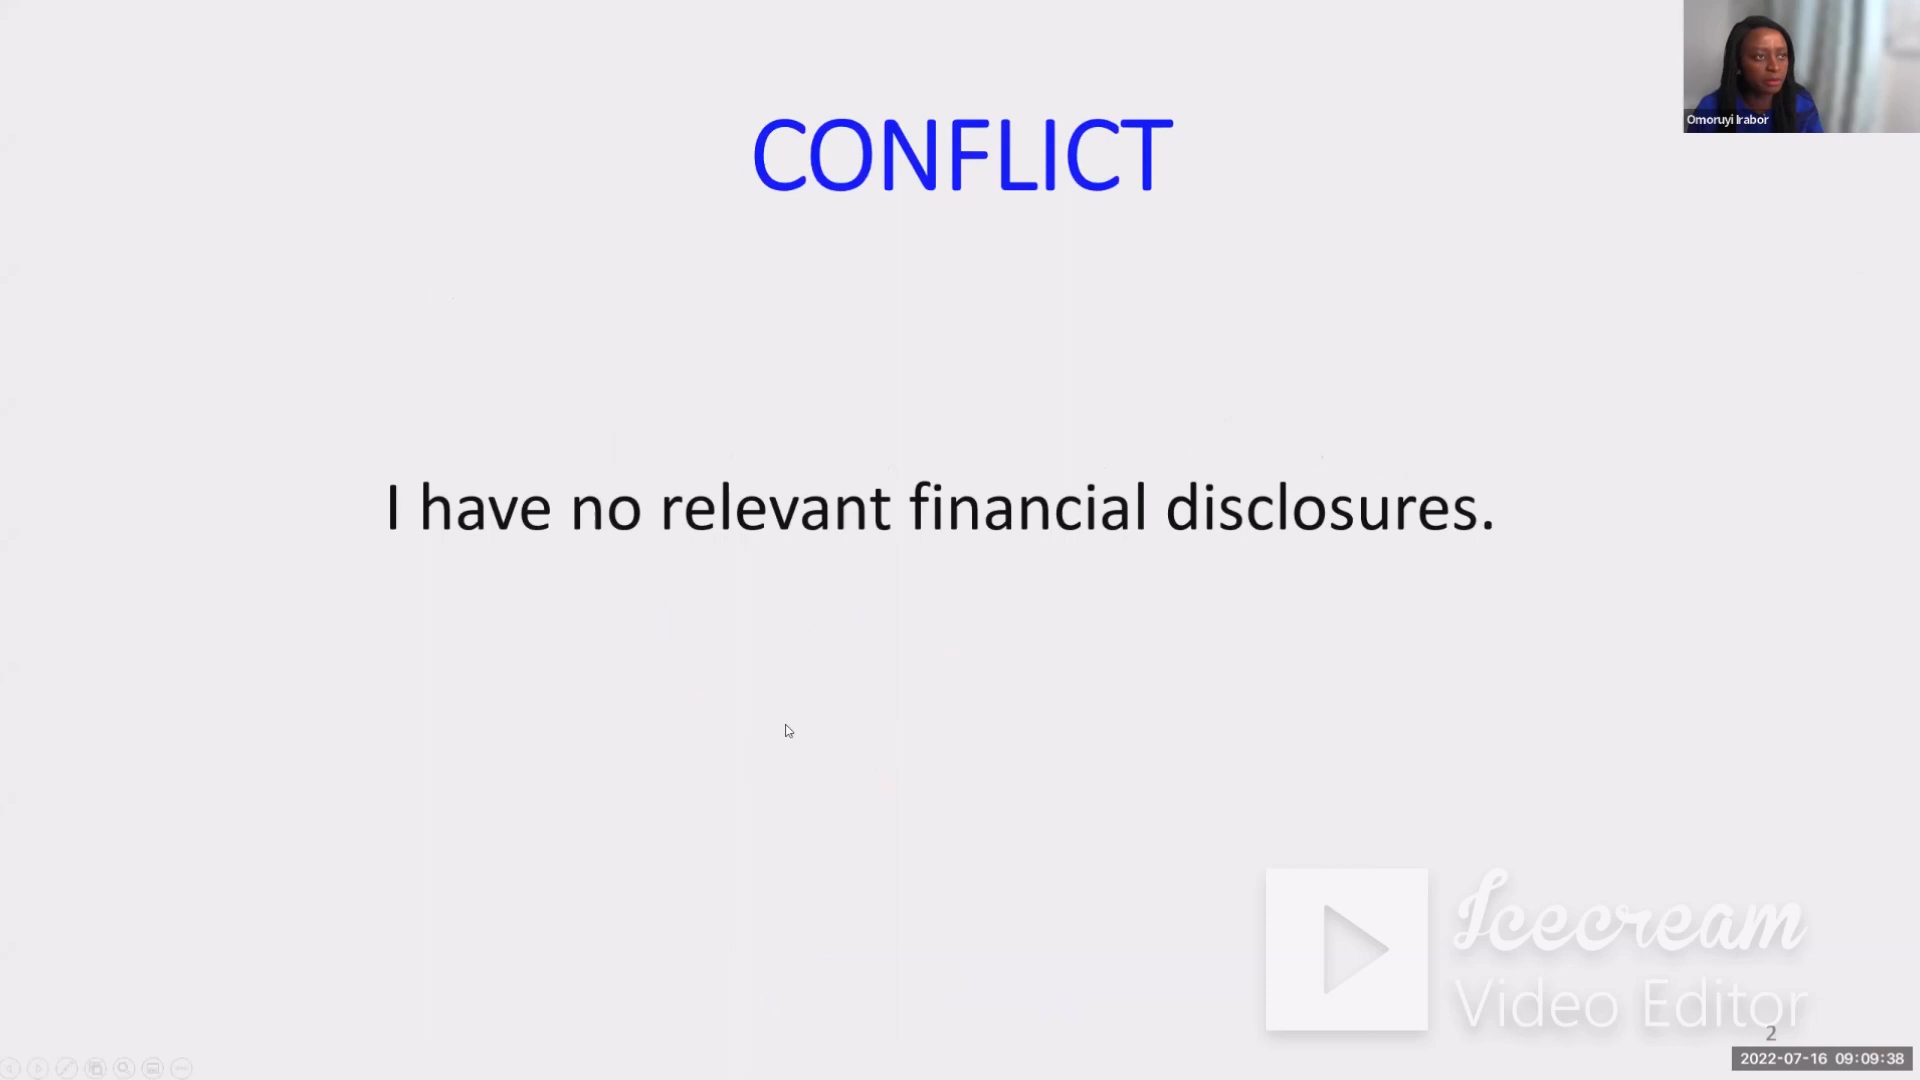 Omoruyi Irabor
CONFLICT
I have no relevant financial disclosures.
Icecream
Video Editor
2
2022-07-16 09:09:38